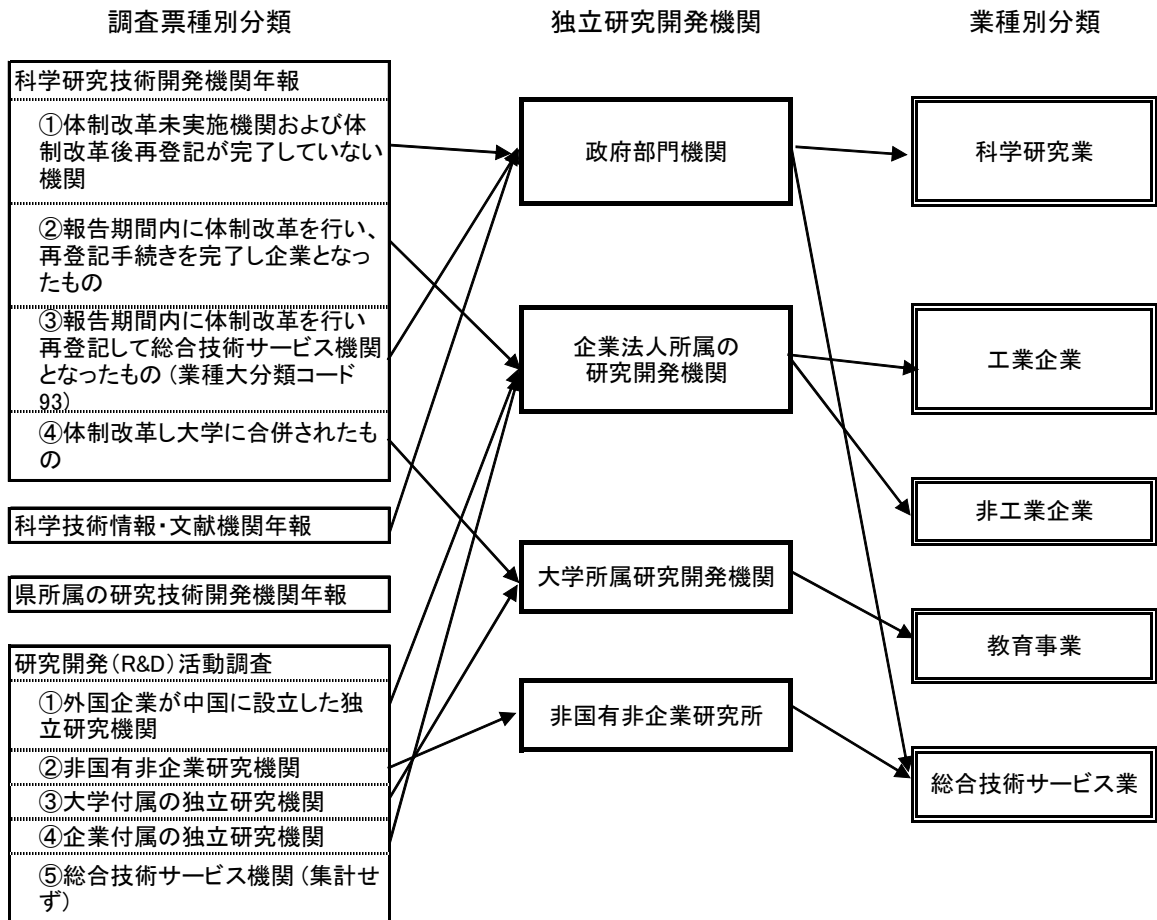 調査票種別分類
独立研究開発機関
業種別分類
科学研究技術開発機関年報
①体制改革未実施機関および体
制改革後再登記が完了していない
機関
②報告期間内に体制改革を行い、
再登記手続きを完了し企業となっ
たもの
③報告期間内に体制改革を行い
再登記して総合技術サービス機関
となったもの(業種大分類コード
93)
④体制改革し大学に合併されたも
の
科学技術情報・文献機関年報
県所属の研究技術開発機関年報
研究開発(R&D)活動調査
①外国企業が中国に設立した独
立研究機関
②非国有非企業研究機関
③大学付属の独立研究機関
④企業付属の独立研究機関
⑤総合技術サービス機関(集計せ
ず)
政府部門機関
企業法人所属の
研究開発機関
大学所属研究開発機関
非国有非企業研究所
科学研究業
工業企業
非工業企業
教育事業
総合技術サービス業